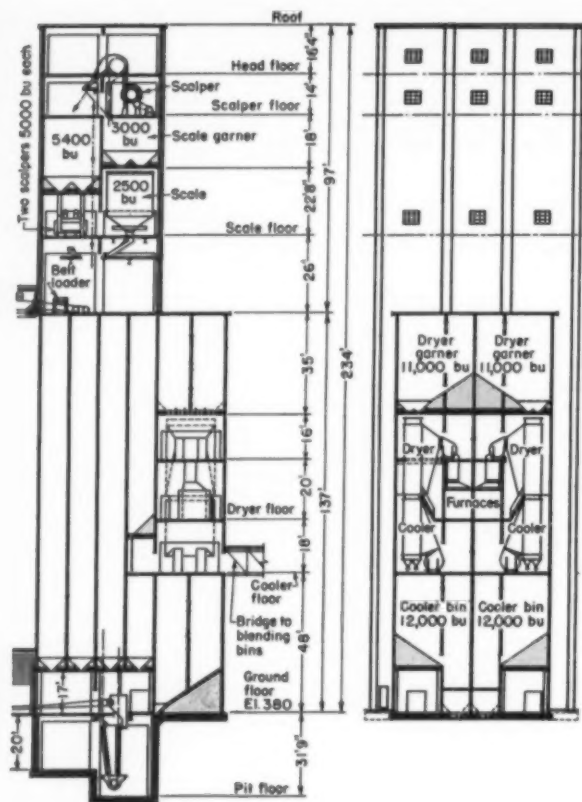 Roof
16'4"
Head floor
Scalper
14'
Scalper floor
Two scalpers 5000 bu each
5400
bu
3000
bu
Scale garner
18'
2500
bu
Scale
22'8"
97'
Scale floor
Belt
loader
26'
35'
234'
16'
20'
137'
Dryer floor
18'
Cooler
floor
Bridge to
blending
bins
48'
17'
Ground
floor
El. 380
20'
31'9"
Pit floor
Dryer
garner
11,000
bu
Dryer
garner
11,000
bu
Dryer
Dryer
Furnaces
Cooler
Cooler
Cooler bin
12,000
bu
Cooler bin
12,000
bu